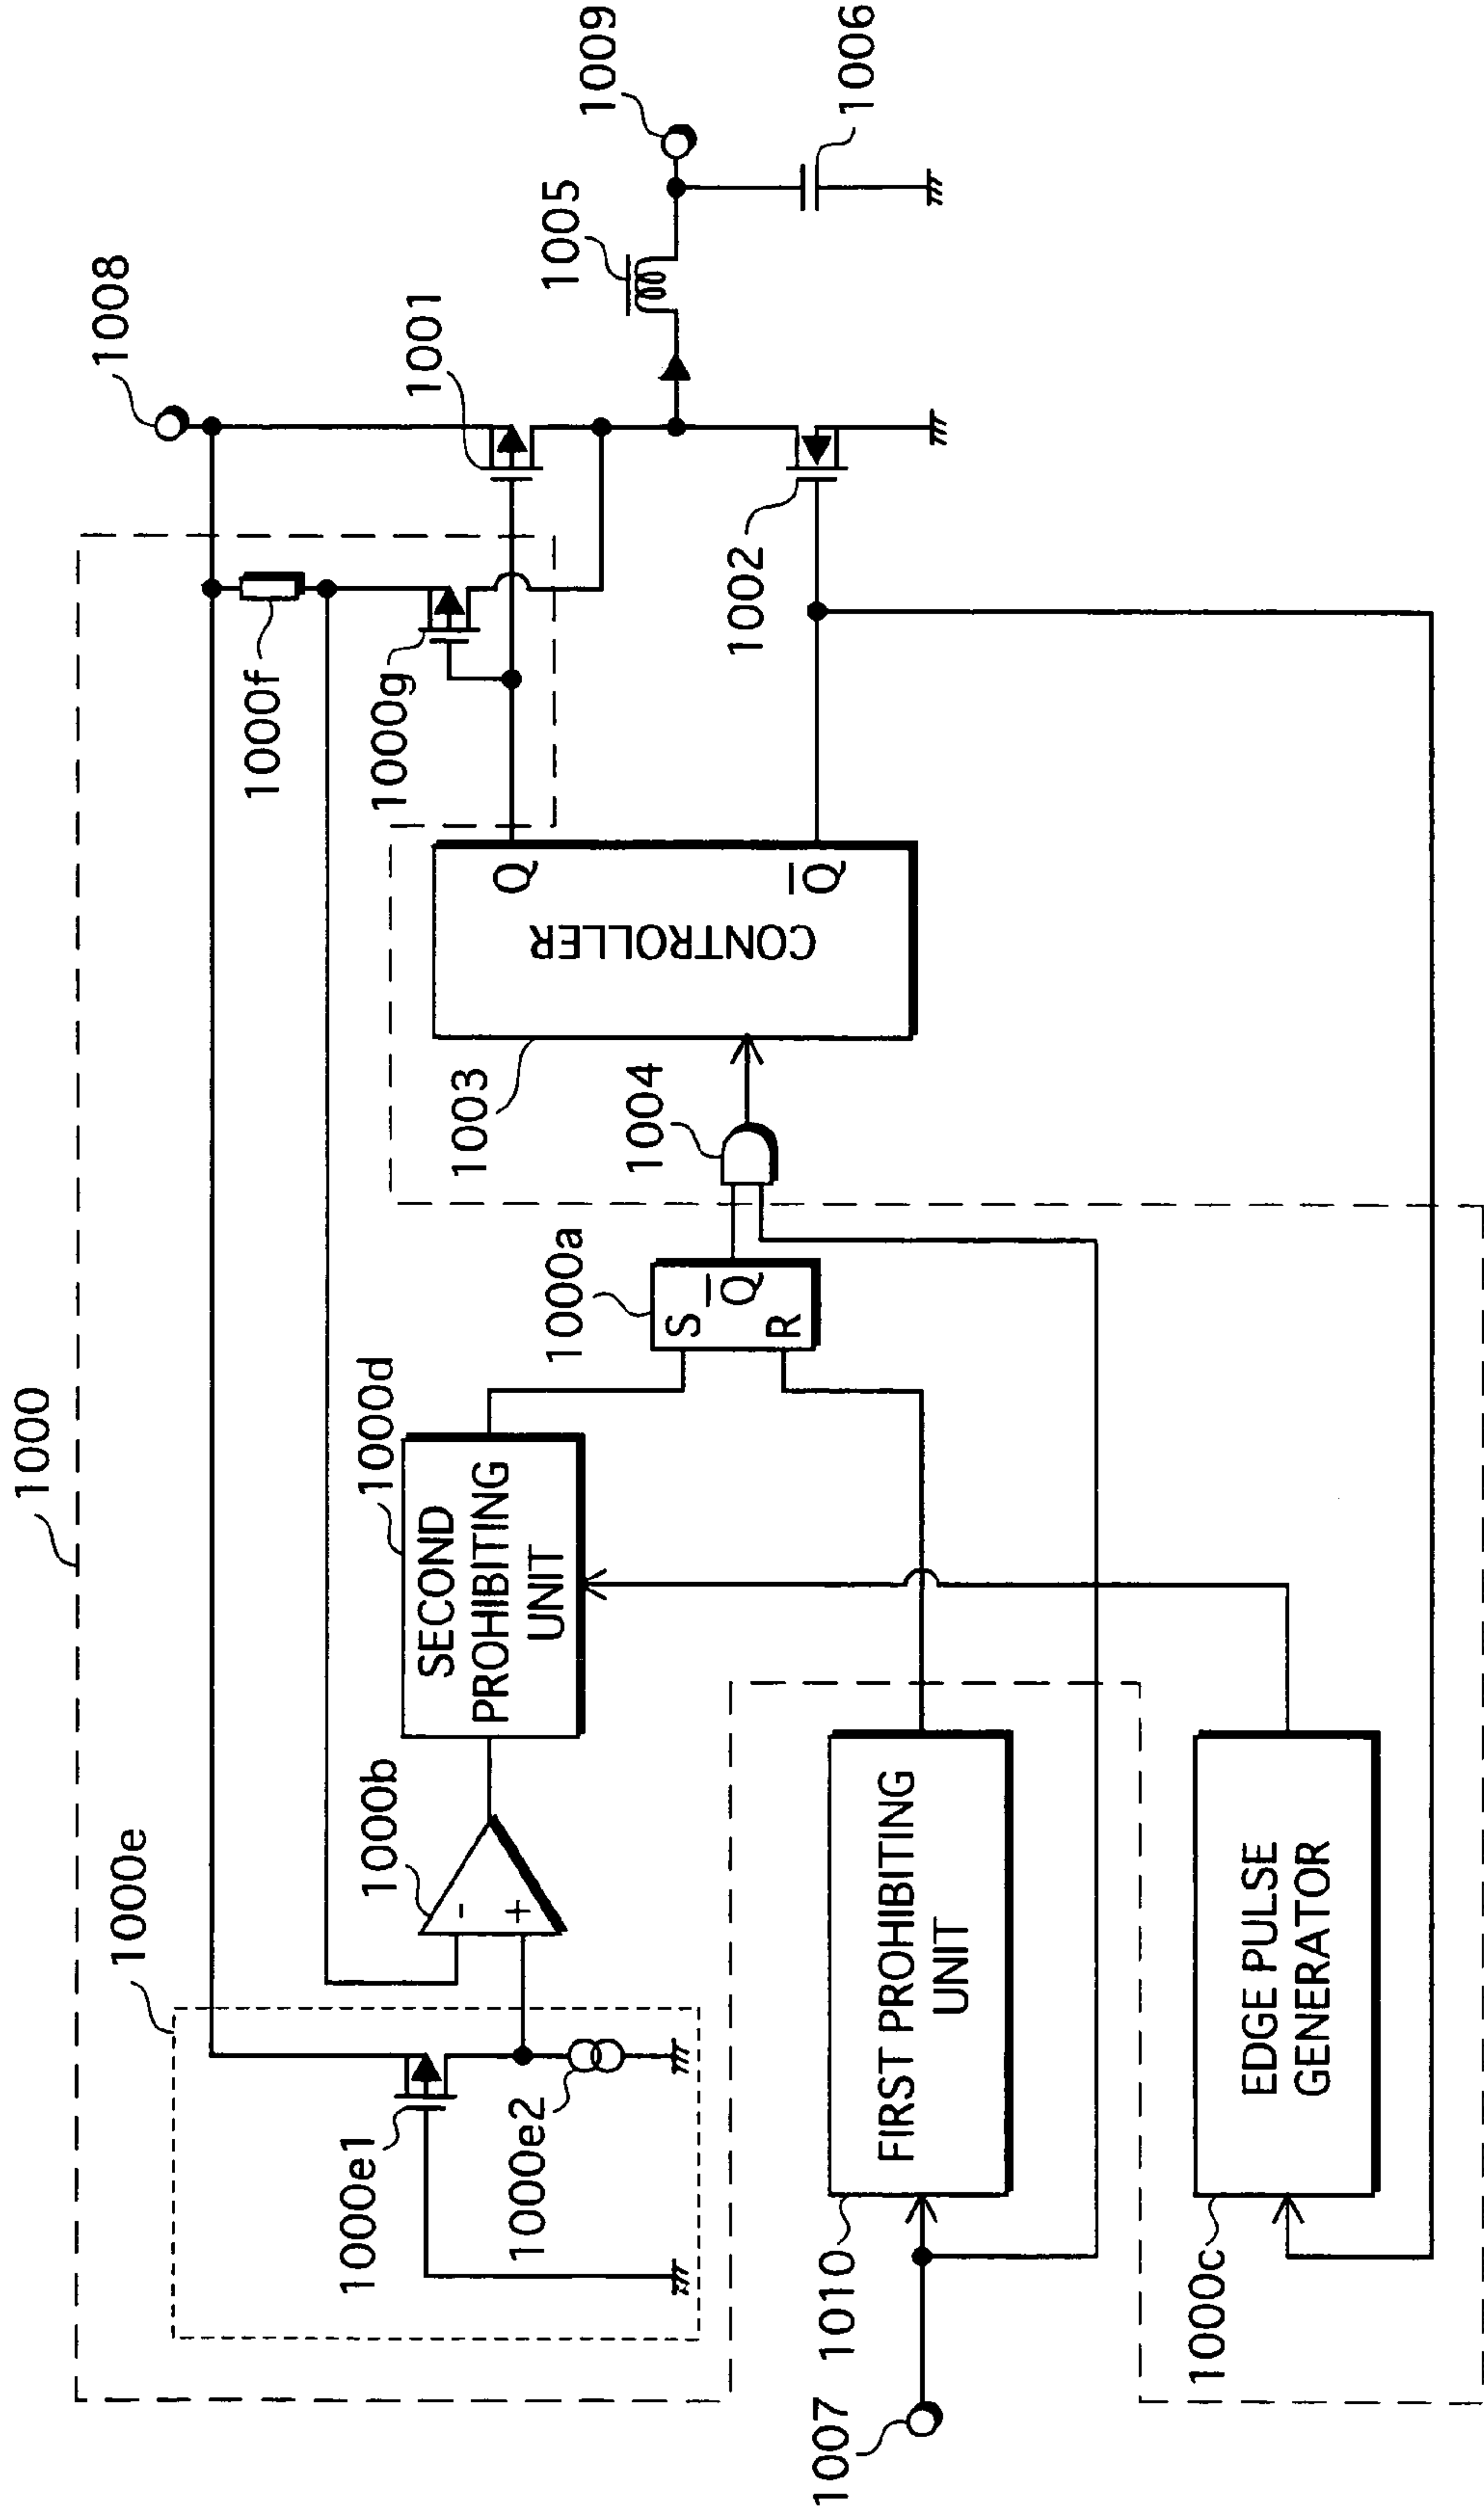 1000
1000e
1000b
1000d
1000f
1000g
1008
1001
1009
1005
1006
1000e1
1000e2
-
+
SECOND
PROHIBITING
UNIT
1000a
S
Q̅
R
1004
1003
CONTROLLER
Q
Q̅
1002
1007
1010
FIRST PROHIBITING
UNIT
1000c
EDGE PULSE
GENERATOR